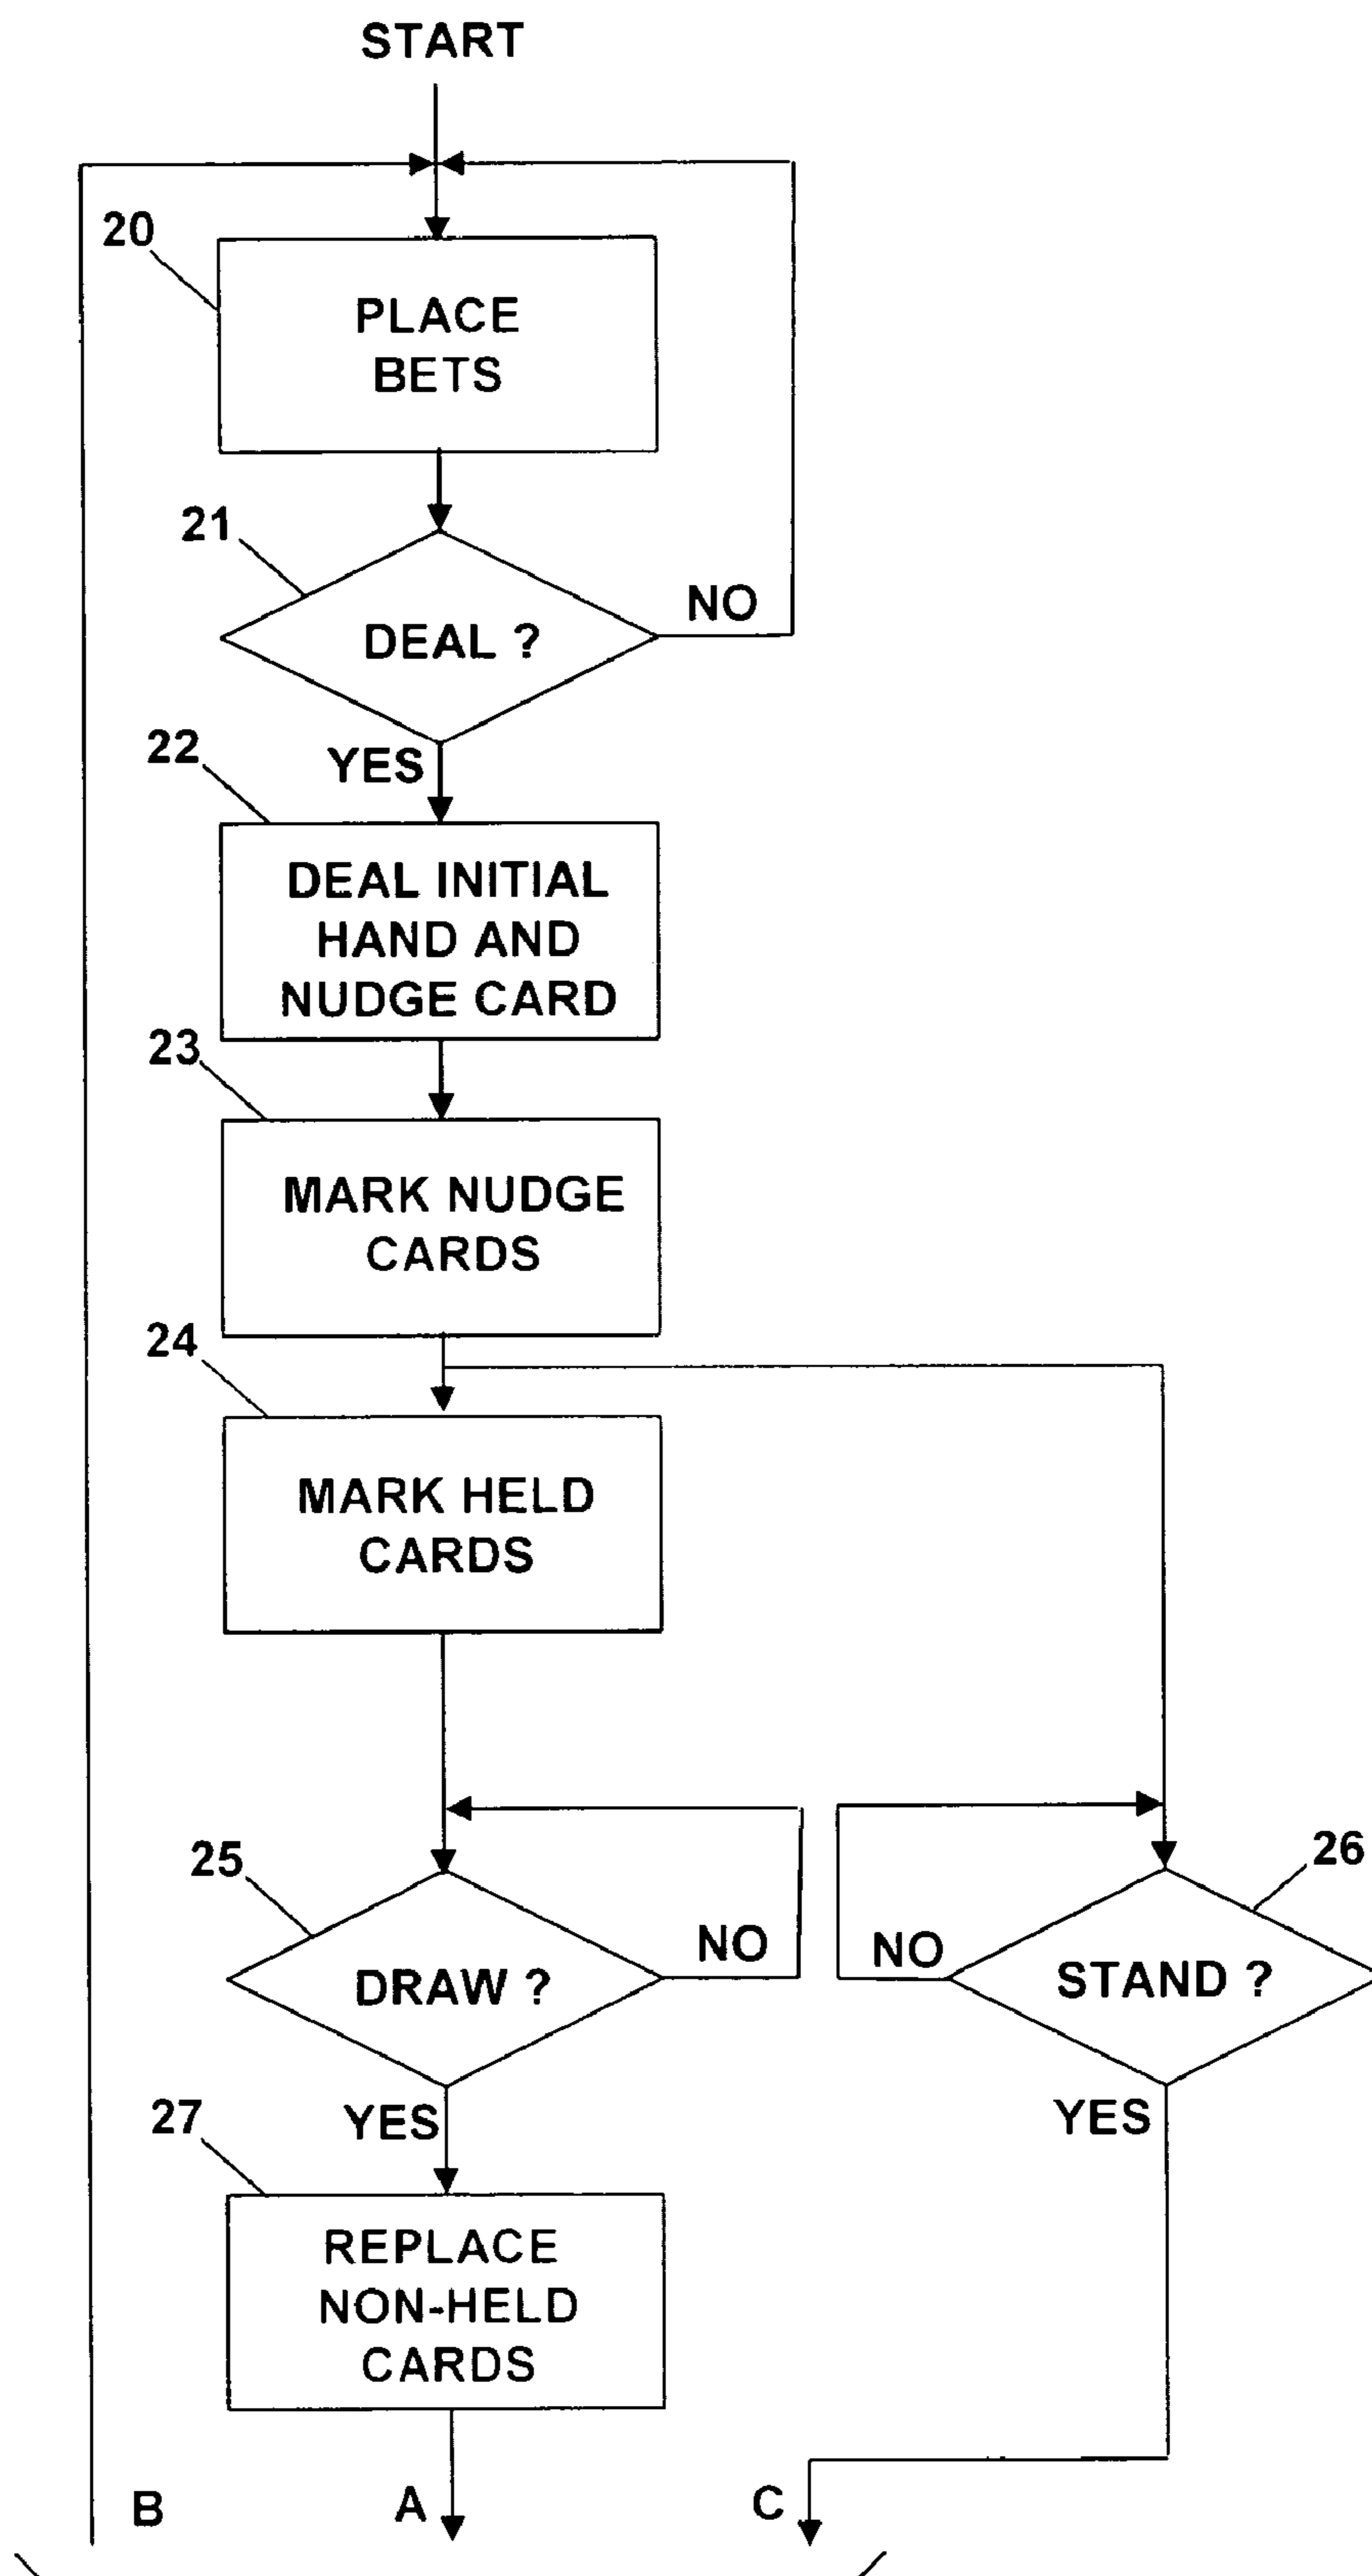 START
20
PLACE
BETS
21
DEAL ?
NO
YES
22
DEAL INITIAL
HAND AND
NUDGE CARD
23
MARK NUDGE
CARDS
24
MARK HELD
CARDS
25
DRAW ?
NO
NO
STAND ?
26
YES
YES
27
REPLACE
NON-HELD
CARDS
B
A
C